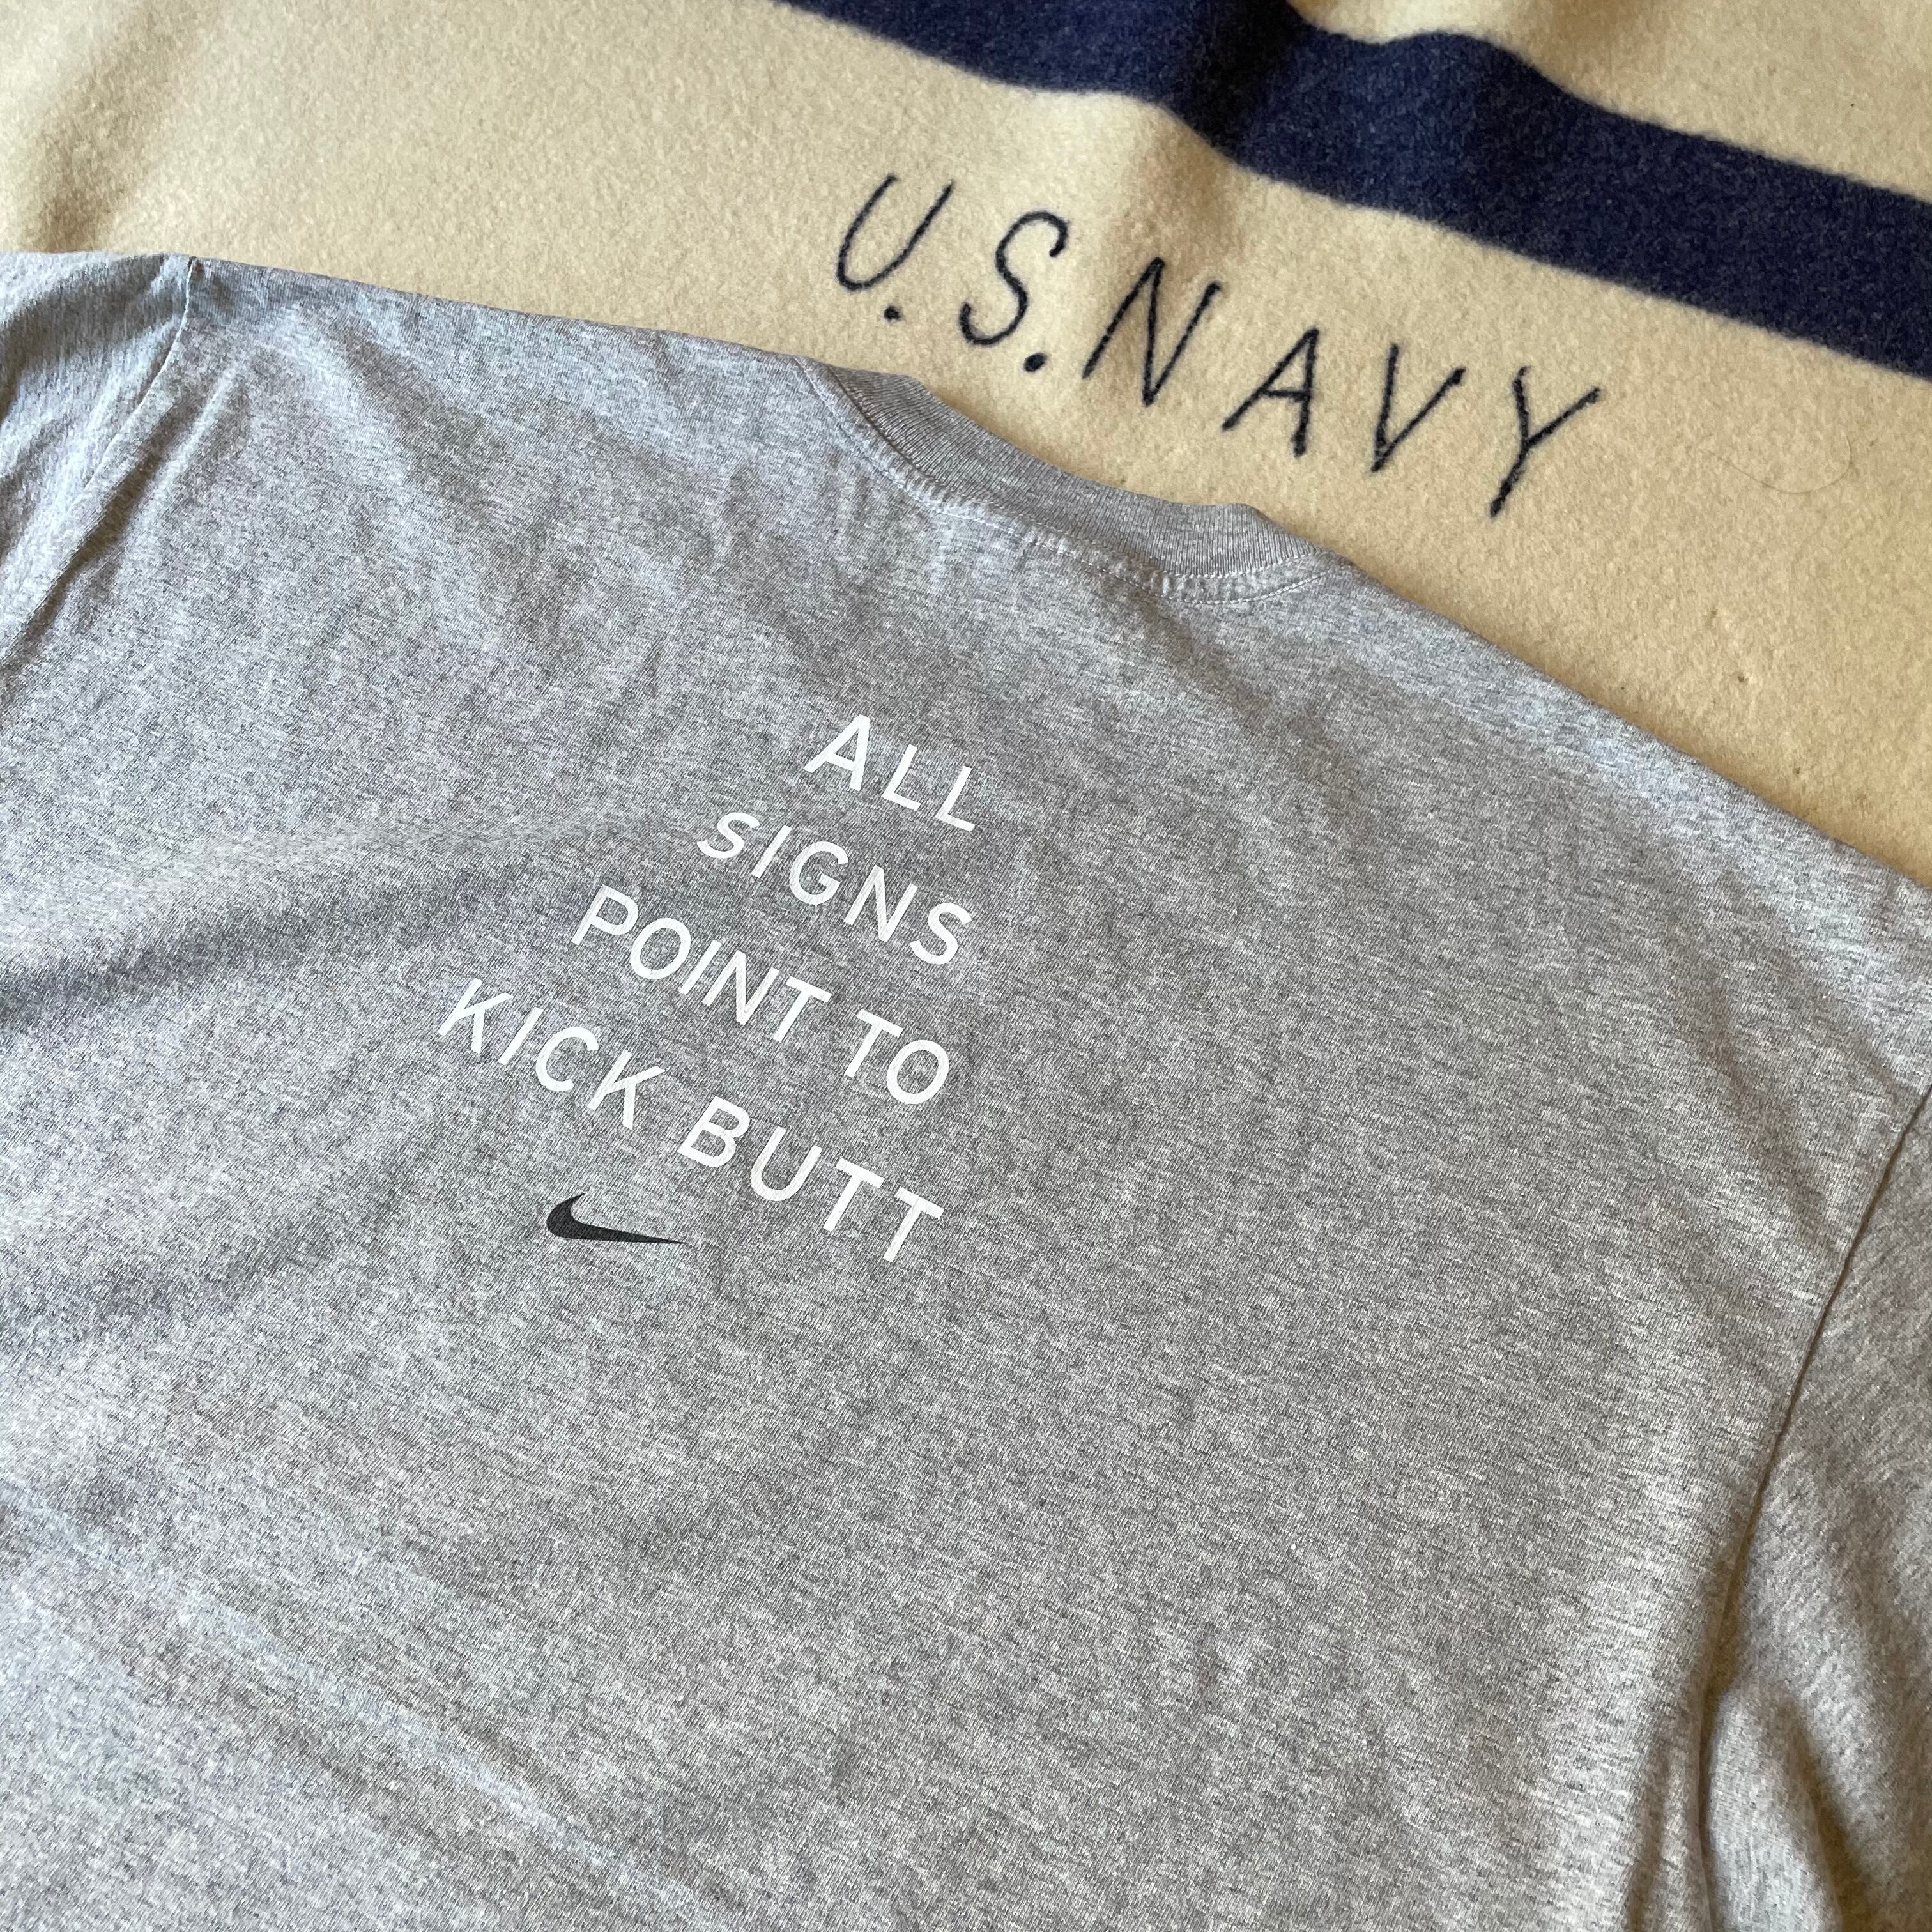 U.S.NAVY
ALL
SIGNS
POINT TO
KICK BUTT